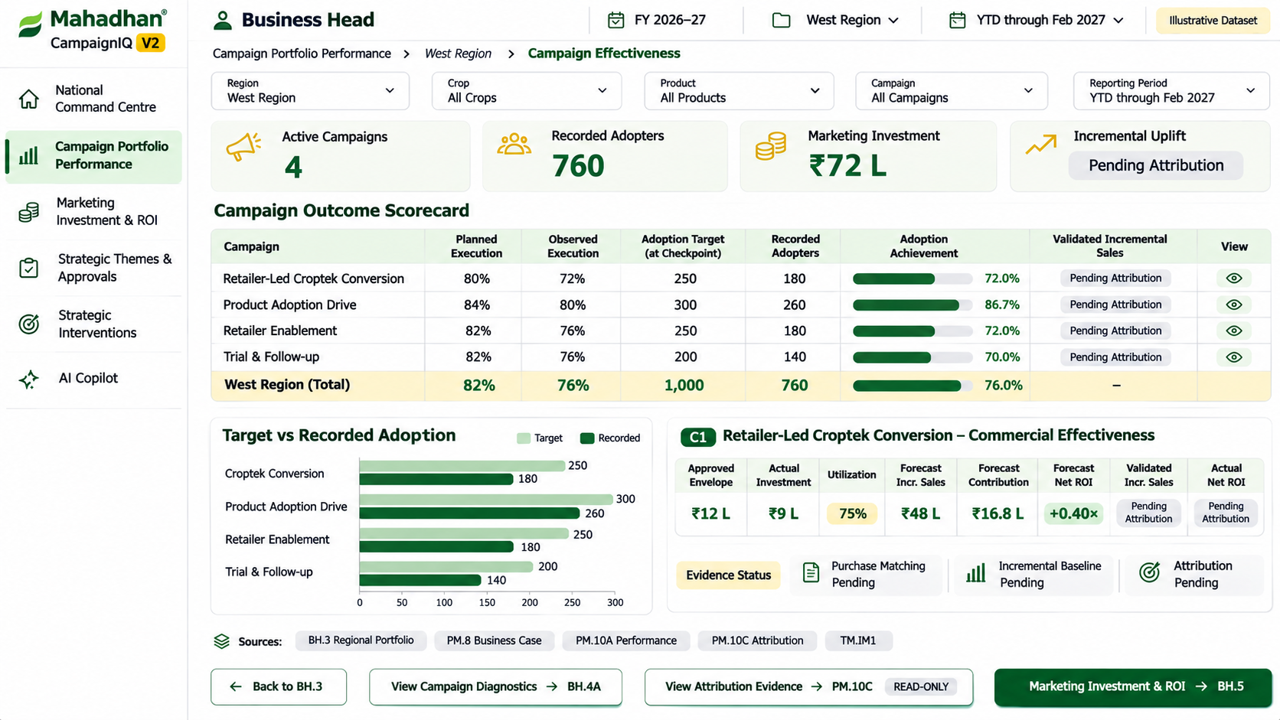 Mahadhan®
CampaignIQ V2
National
Command Centre
Campaign Portfolio
Performance
Marketing
Investment & ROI
Strategic Themes &
Approvals
Strategic
Interventions
AI Copilot
Business Head
FY 2026–27
West Region
YTD through Feb 2027
Illustrative Dataset
Campaign Portfolio Performance > West Region > Campaign Effectiveness
Region
West Region
Crop
All Crops
Product
All Products
Campaign
All Campaigns
Reporting Period
YTD through Feb 2027
Active Campaigns
4
Recorded Adopters
760
Marketing Investment
₹72 L
Incremental Uplift
Pending Attribution
Campaign Outcome Scorecard
Campaign Planned Execution Observed Execution Adoption Target (at Checkpoint) Recorded Adopters Adoption Achievement Validated Incremental Sales View
Retailer-Led Croptek Conversion 80% 72% 250 180 72.0% Pending Attribution
Product Adoption Drive 84% 80% 300 260 86.7% Pending Attribution
Retailer Enablement 82% 76% 250 180 72.0% Pending Attribution
Trial & Follow-up 82% 76% 200 140 70.0% Pending Attribution
West Region (Total) 82% 76% 1,000 760 76.0% –
Target vs Recorded Adoption
Target Recorded
Croptek Conversion 250 180
Product Adoption Drive 300 260
Retailer Enablement 250 180
Trial & Follow-up 200 140
0 50 100 150 200 250 300
C1 Retailer-Led Croptek Conversion – Commercial Effectiveness
Approved Envelope Actual Investment Utilization Forecast Incr. Sales Forecast Contribution Forecast Net ROI Validated Incr. Sales Actual Net ROI
₹12 L ₹9 L 75% ₹48 L ₹16.8 L +0.40× Pending Attribution Pending Attribution
Evidence Status
Purchase Matching
Pending
Incremental Baseline
Pending
Attribution
Pending
Sources: BH.3 Regional Portfolio PM.8 Business Case PM.10A Performance PM.10C Attribution TM.IM1
← Back to BH.3
View Campaign Diagnostics → BH.4A
View Attribution Evidence → PM.10C READ-ONLY
Marketing Investment & ROI → BH.5